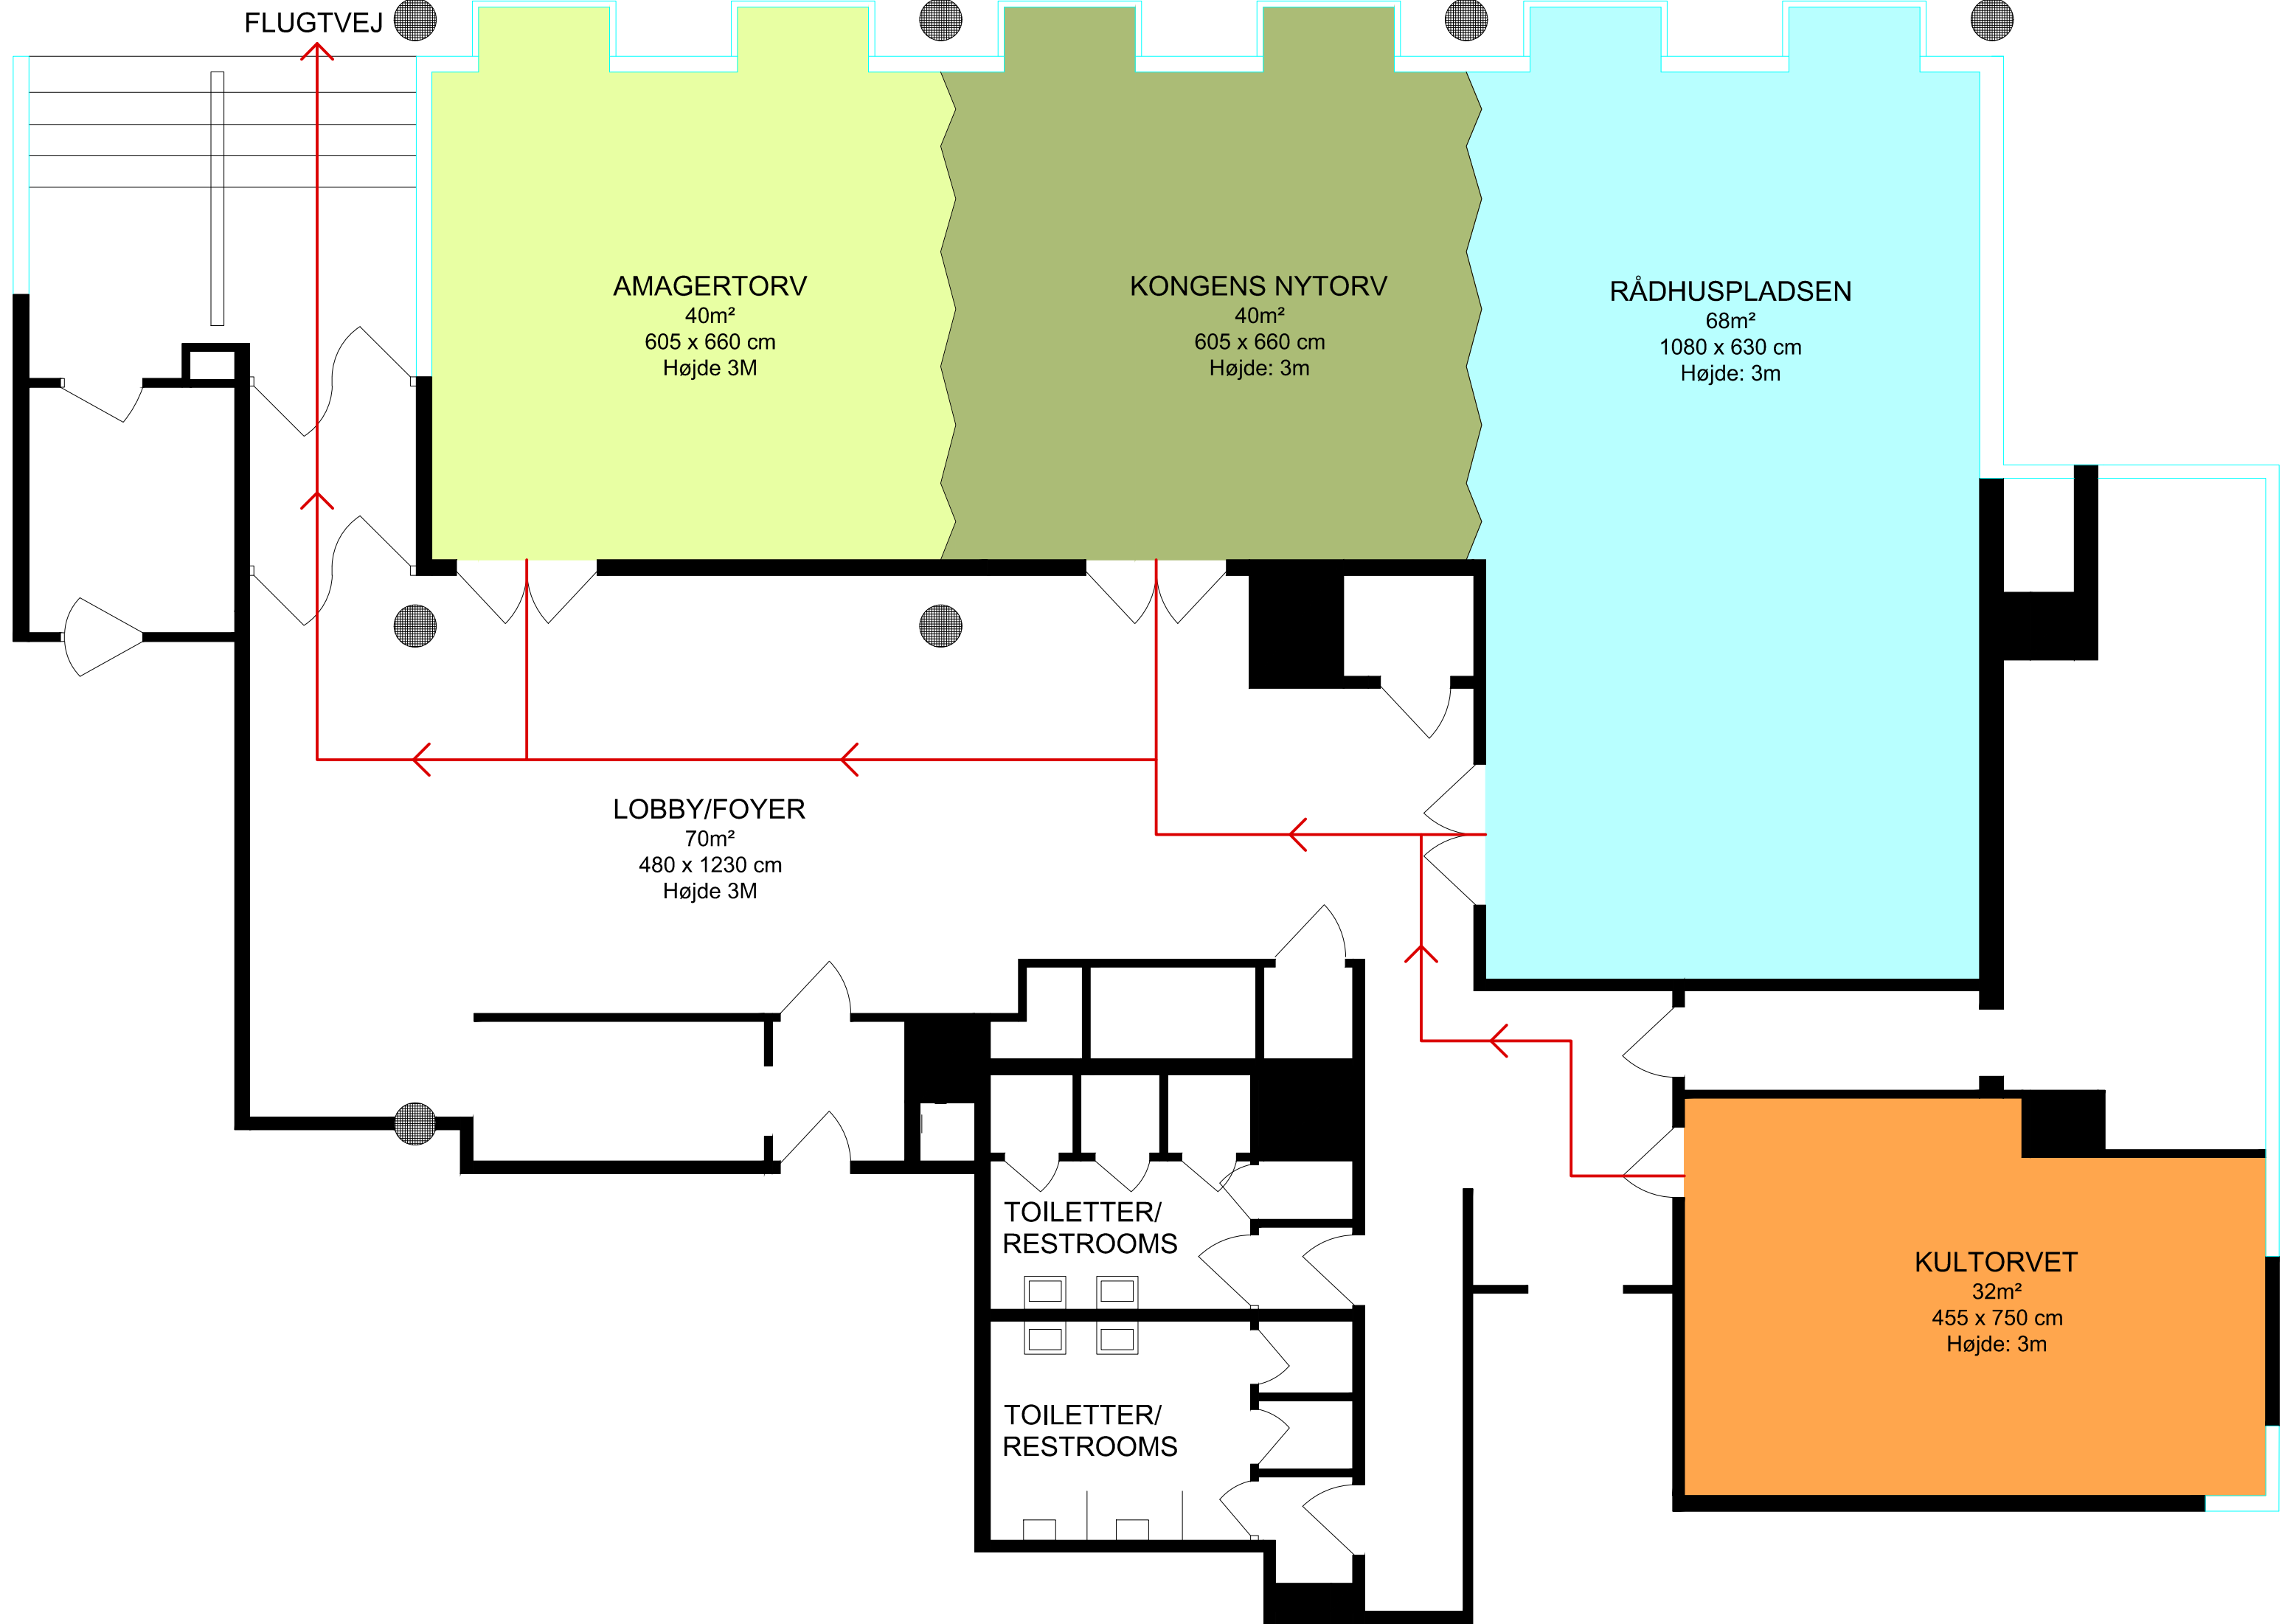 FLUGTVEJ
AMAGERTORV
40m²
605 x 660 cm
Højde 3M
KONGENS NYTORV
40m²
605 x 660 cm
Højde: 3m
RÅDHUSPLADSEN
68m²
1080 x 630 cm
Højde: 3m
LOBBY/FOYER
70m²
480 x 1230 cm
Højde 3M
TOILETTER/
RESTROOMS
KULTORVET
32m²
455 x 750 cm
Højde: 3m
TOILETTER/
RESTROOMS